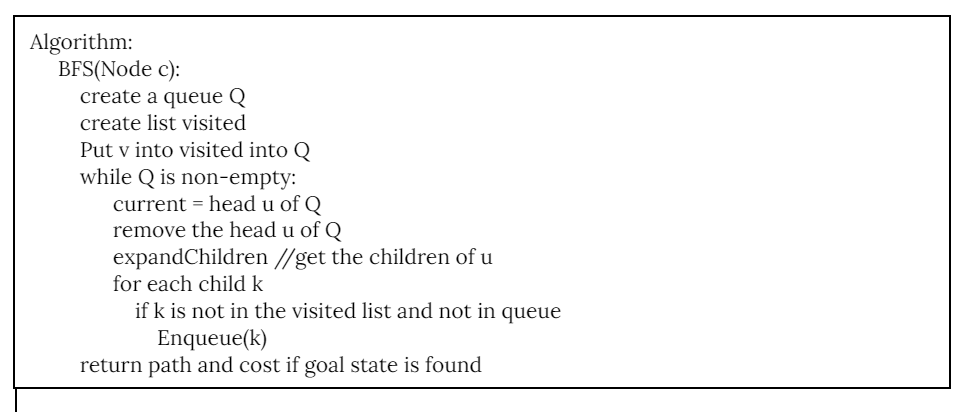 Algorithm:
BFS(Node c):
create a queue Q
create list visited
Put v into visited into Q
while Q is non-empty:
current = head u of Q
remove the head u of Q
expandChildren //get the children of u
for each child k
if k is not in the visited list and not in queue
Enqueue(k)
return path and cost if goal state is found